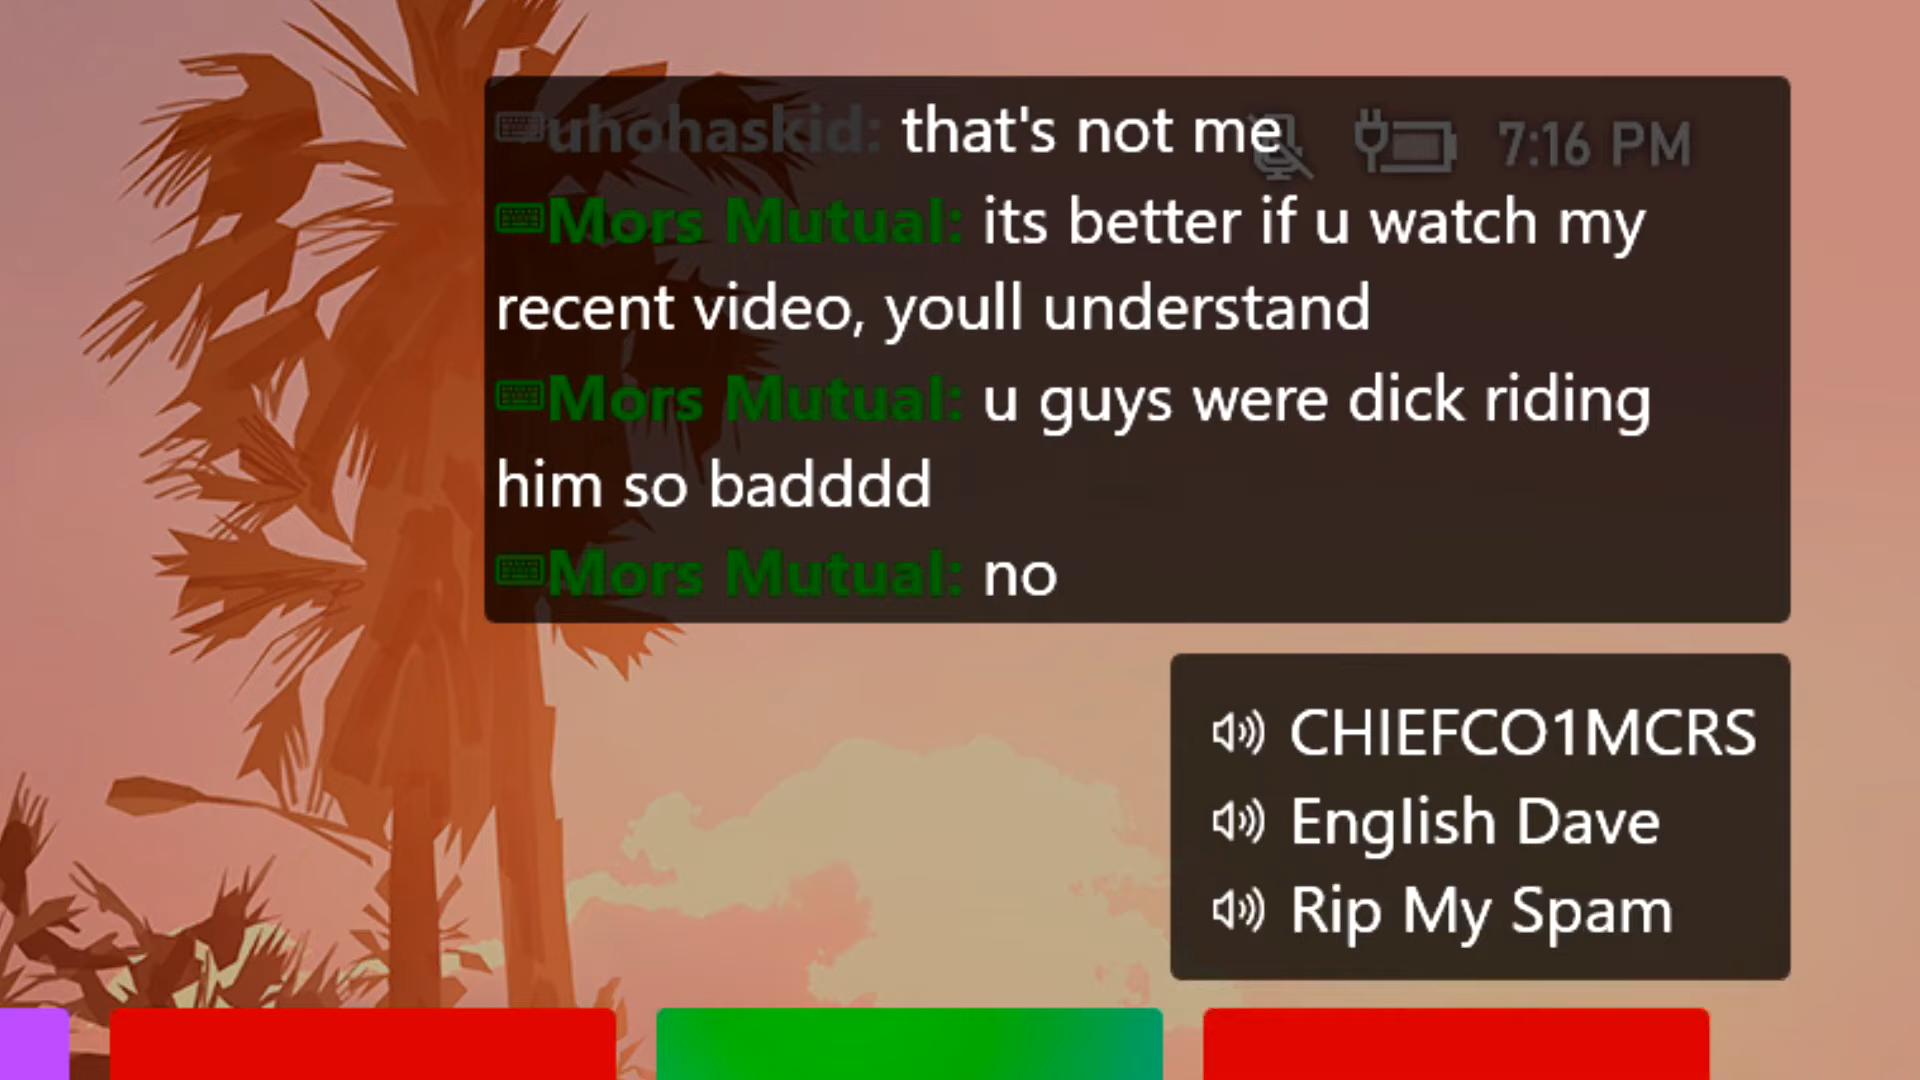 uhohaskid: that's not me
7:16 PM
Mors Mutual: its better if u watch my
recent video, youll understand
Mors Mutual: u guys were dick riding
him so badddd
Mors Mutual: no
CHIEFCO1MCRS
English Dave
Rip My Spam